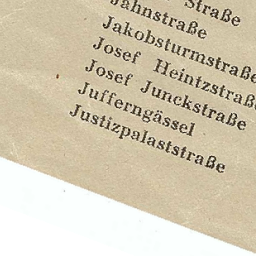 Straße
Jahnstraße
Jakobsturmstraße
Josef Heintzstraße
Josef Junckstraße
Jufferngässel
Justizpalaststraße